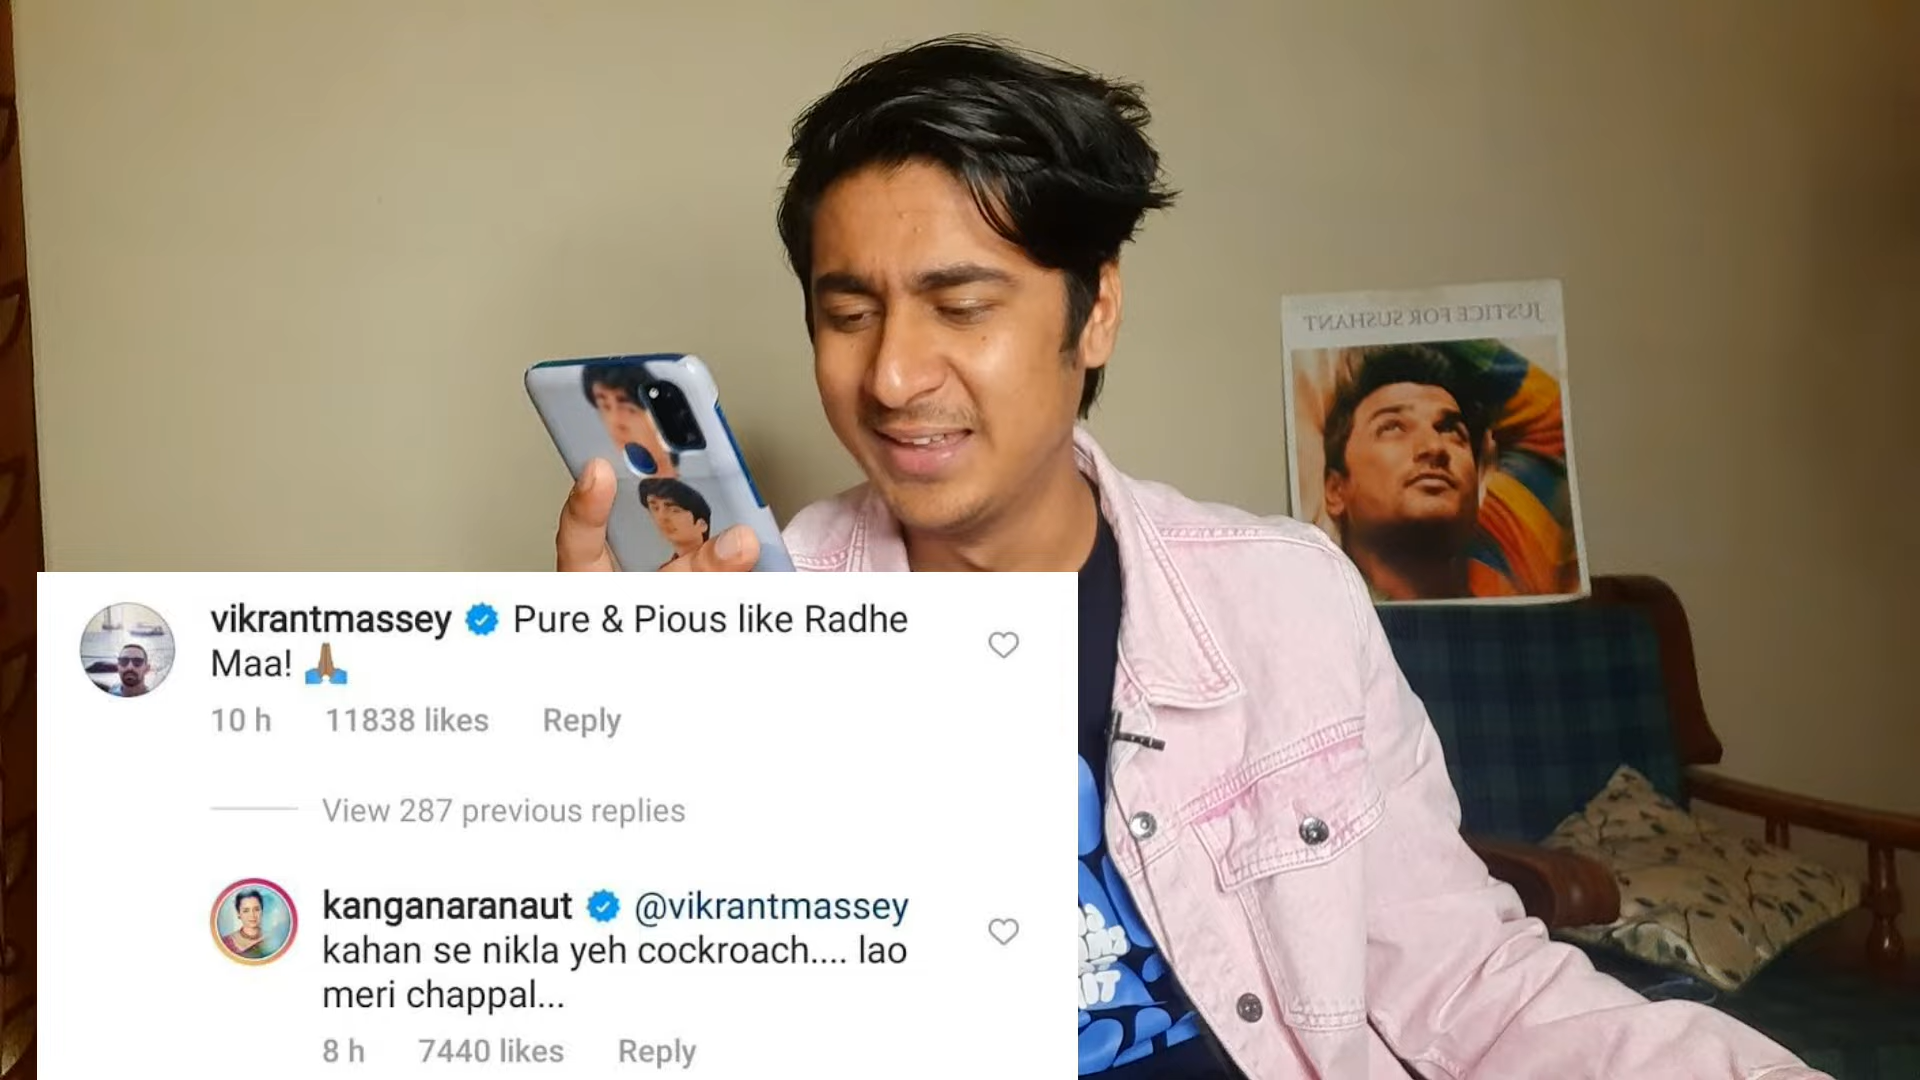 JUSTICE FOR SUSHANT
vikrantmassey Pure & Pious like Radhe
Maa! 🙏🏽
10 h 11838 likes Reply
View 287 previous replies
kanganaranaut @vikrantmassey
kahan se nikla yeh cockroach.... lao
meri chappal...
8 h 7440 likes Reply